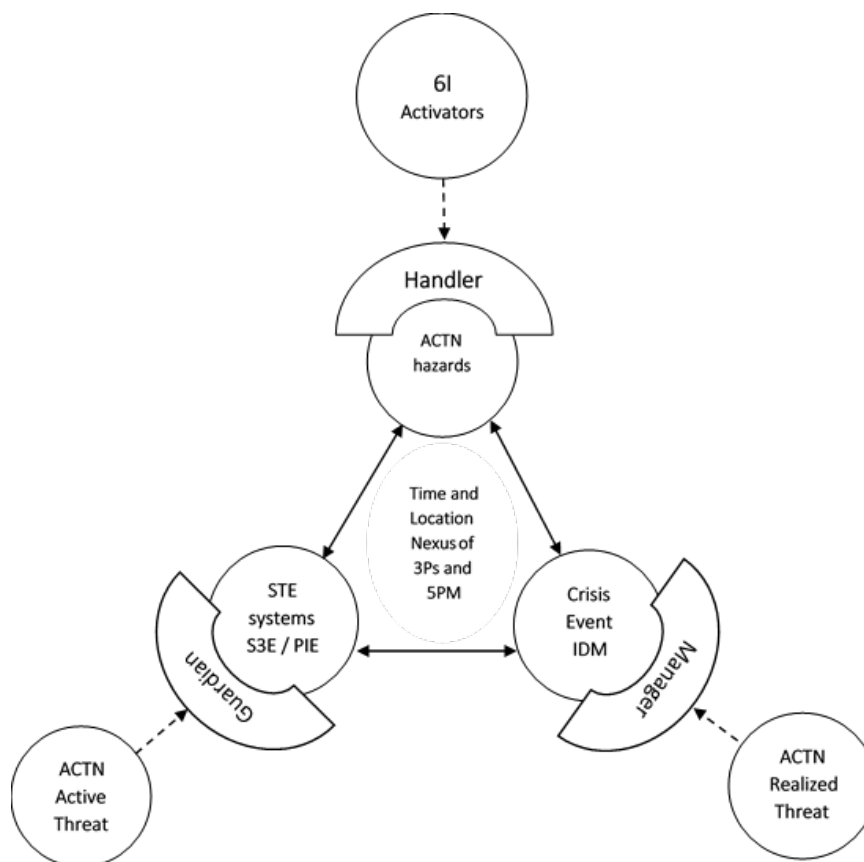 6I
Activators
Handler
ACTN
hazards
Time and
Location
Nexus of
3Ps and
5PM
STE
systems
S3E / PIE
Guardian
Crisis
Event
IDM
Manager
ACTN
Active
Threat
ACTN
Realized
Threat